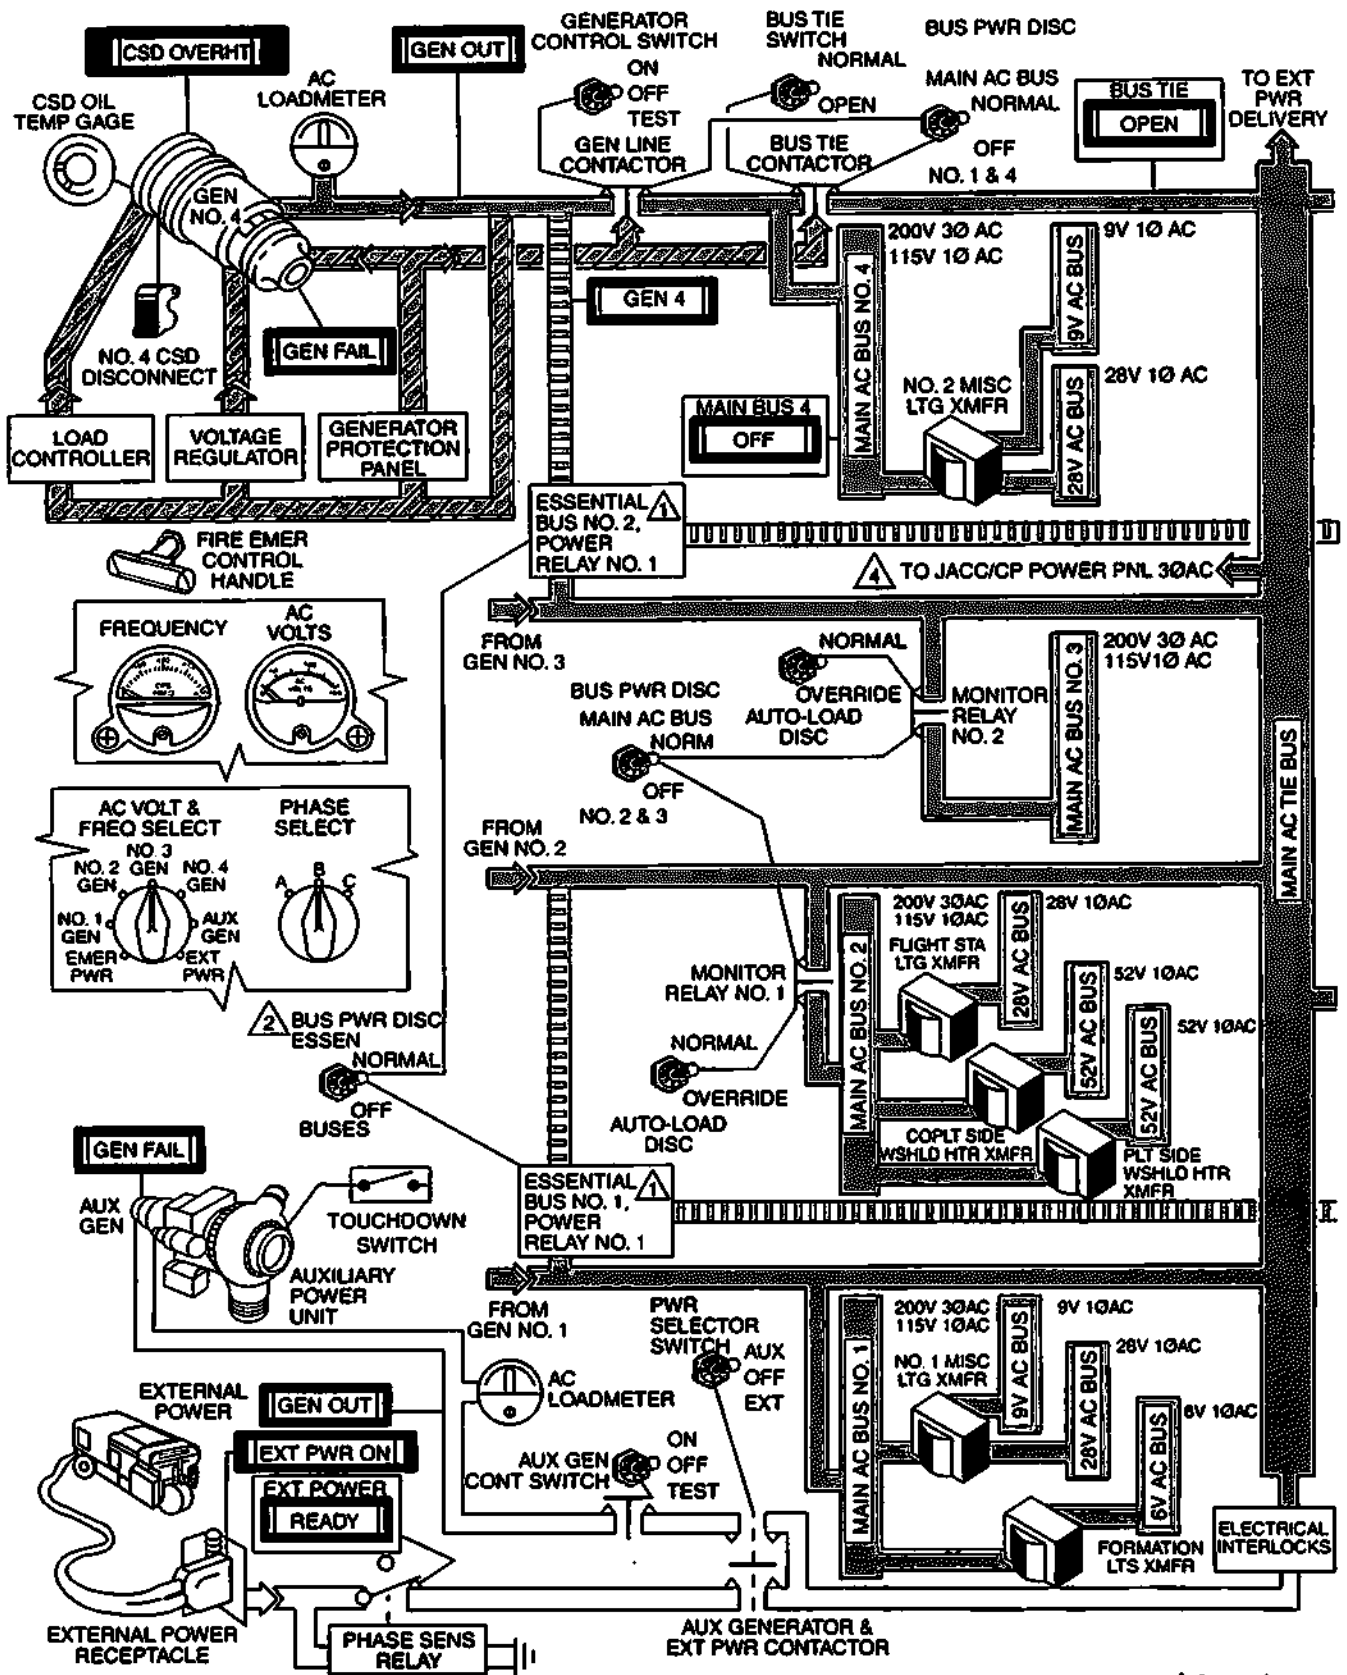 CSD OVERHT
GEN OUT
GENERATOR
CONTROL SWITCH
ON
OFF
TEST
BUS TIE
SWITCH
NORMAL
OPEN
BUS PWR DISC
MAIN AC BUS
NORMAL
OFF
NO. 1 & 4
BUS TIE
OPEN
TO EXT
PWR
DELIVERY
CSD OIL
TEMP GAGE
AC
LOADMETER
GEN LINE
CONTACTOR
BUS TIE
CONTACTOR
GEN
NO. 4
200V 3Ø AC
115V 1Ø AC
9V 1Ø AC
MAIN AC BUS NO. 4
9V AC BUS
GEN 4
NO. 4 CSD
DISCONNECT
GEN FAIL
NO. 2 MISC
LTG XMFR
28V 1Ø AC
28V AC BUS
MAIN BUS 4
OFF
LOAD
CONTROLLER
VOLTAGE
REGULATOR
GENERATOR
PROTECTION
PANEL
ESSENTIAL
BUS NO. 2,
POWER
RELAY NO. 1
1
FIRE EMER
CONTROL
HANDLE
4
TO JACC/CP POWER PNL 3ØAC
FREQUENCY
AC
VOLTS
FROM
GEN NO. 3
NORMAL
OVERRIDE
AUTO-LOAD
DISC
MONITOR
RELAY
NO. 2
200V 3Ø AC
115V1Ø AC
MAIN AC BUS NO. 3
BUS PWR DISC
MAIN AC BUS
NORM
OFF
NO. 2 & 3
MAIN AC TIE BUS
AC VOLT &
FREQ SELECT
NO. 3
GEN
NO. 2
GEN
NO. 4
GEN
NO. 1
GEN
AUX
GEN
EMER
PWR
EXT
PWR
PHASE
SELECT
A
B
C
FROM
GEN NO. 2
200V 3ØAC
115V 1ØAC
28V 1ØAC
FLIGHT STA
LTG XMFR
28V AC BUS
MAIN AC BUS NO. 2
52V 1ØAC
52V AC BUS
52V 1ØAC
52V AC BUS
MONITOR
RELAY NO. 1
NORMAL
OVERRIDE
AUTO-LOAD
DISC
2
BUS PWR DISC
ESSEN
NORMAL
OFF
BUSES
COPLT SIDE
WSHLD HTR XMFR
PLT SIDE
WSHLD HTR
XMFR
GEN FAIL
AUX
GEN
TOUCHDOWN
SWITCH
AUXILIARY
POWER
UNIT
ESSENTIAL
BUS NO. 1,
POWER
RELAY NO. 1
1
FROM
GEN NO. 1
PWR
SELECTOR
SWITCH
AUX
OFF
EXT
200V 3ØAC
115V 1ØAC
9V 1ØAC
NO. 1 MISC
LTG XMFR
9V AC BUS
MAIN AC BUS NO. 1
28V 1ØAC
28V AC BUS
6V 1ØAC
6V AC BUS
AC
LOADMETER
EXTERNAL
POWER
GEN OUT
EXT PWR ON
EXT POWER
READY
AUX GEN
CONT SWITCH
ON
OFF
TEST
FORMATION
LTS XMFR
ELECTRICAL
INTERLOCKS
EXTERNAL POWER
RECEPTACLE
PHASE SENS
RELAY
AUX GENERATOR &
EXT PWR CONTACTOR